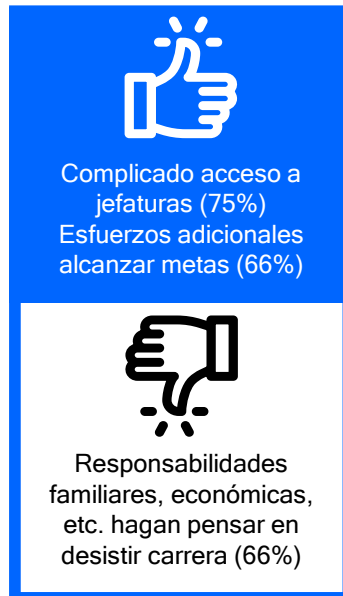 Complicado acceso a
jefaturas (75%)
Esfuerzos adicionales
alcanzar metas (66%)
Responsabilidades
familiares, económicas,
etc. hagan pensar en
desistir carrera (66%)